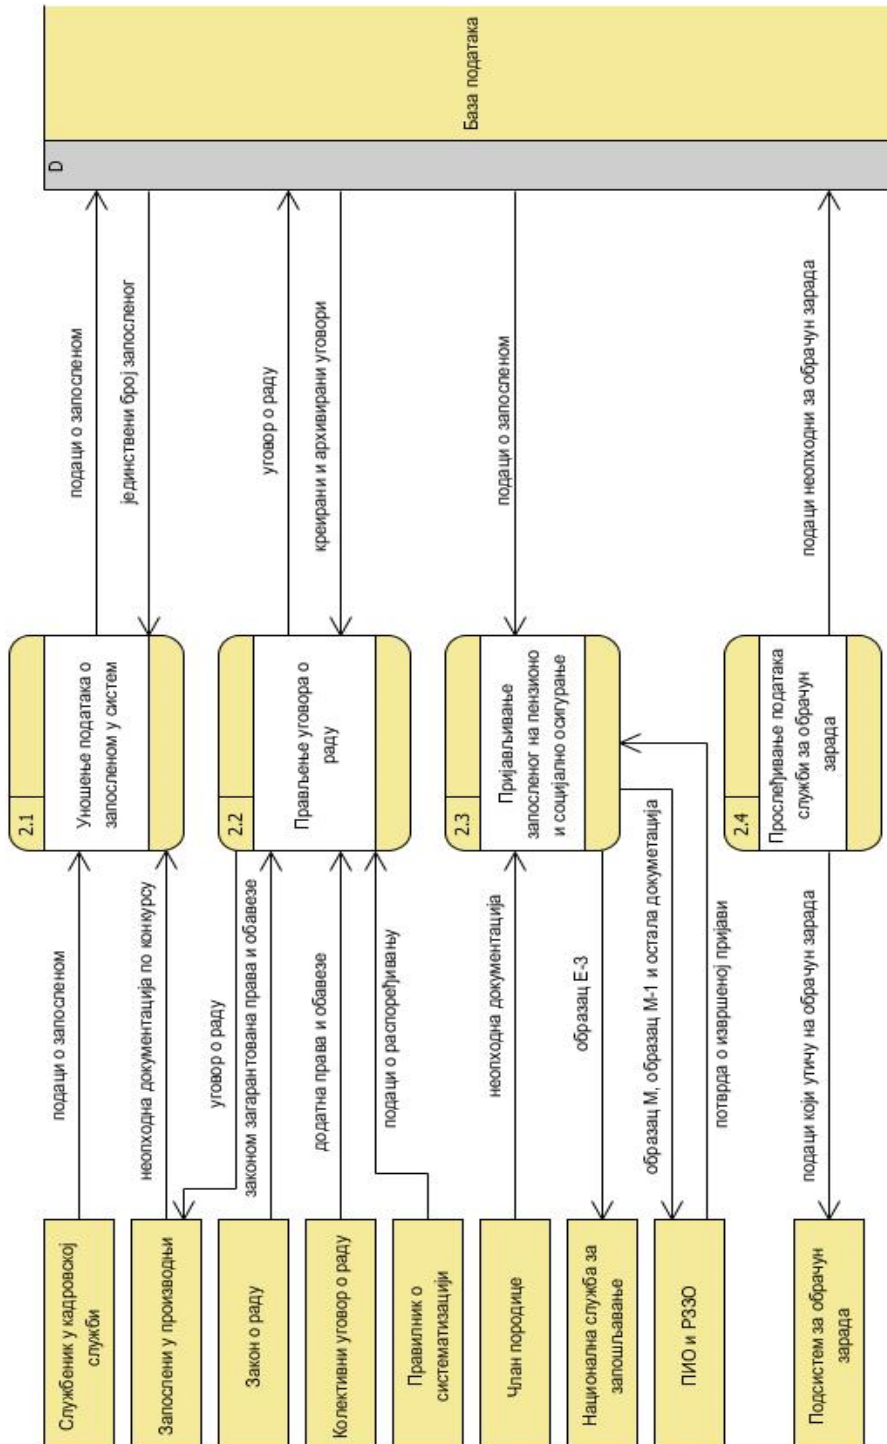 Службеник у кадровској
служби
Запослени у производњи
Закон о раду
Колективни уговор о раду
Правилник о
систематизацији
Члан породице
Национална служба за
запошљавање
ПИО и РЗЗО
Подсистем за обрачун
зарада
подаци о запосленом
неопходна документација по конкурсу
уговор о раду
законом загарантована права и обавезе
додатна права и обавезе
подаци о распоређивању
неопходна документација
образац Е-3
образац М, образац М-1 и остала докуметација
потврда о извршеној пријави
подаци који утичу на обрачун зарада
2.1
Уношење података о
запосленом у систем
2.2
Прављење уговора о
раду
2.3
Пријављивање
запосленог на пензионо
и социјално осигурање
2.4
Прослеђивање података
служби за обрачун
зарада
подаци о запосленом
јединствени број запосленог
уговор о раду
креирани и архивирани уговори
подаци о запосленом
подаци неопходни за обрачун зарада
D
База података